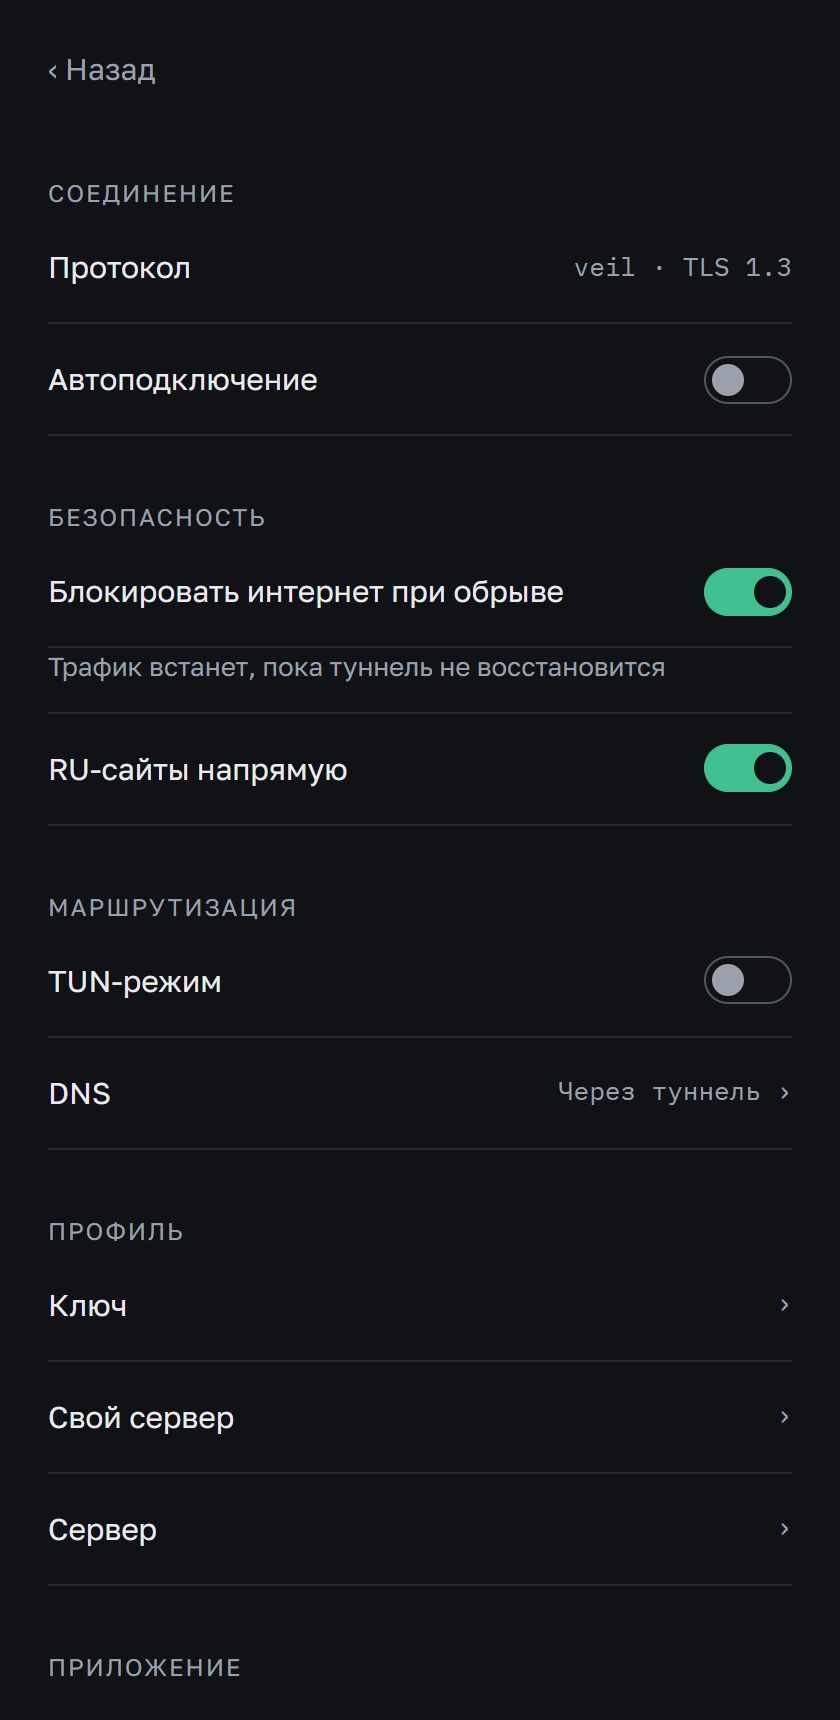 ‹ Назад
СОЕДИНЕНИЕ
Протокол veil · TLS 1.3
Автоподключение
БЕЗОПАСНОСТЬ
Блокировать интернет при обрыве
Трафик встанет, пока туннель не восстановится
RU-сайты напрямую
МАРШРУТИЗАЦИЯ
TUN-режим
DNS Через туннель ›
ПРОФИЛЬ
Ключ ›
Свой сервер ›
Сервер ›
ПРИЛОЖЕНИЕ